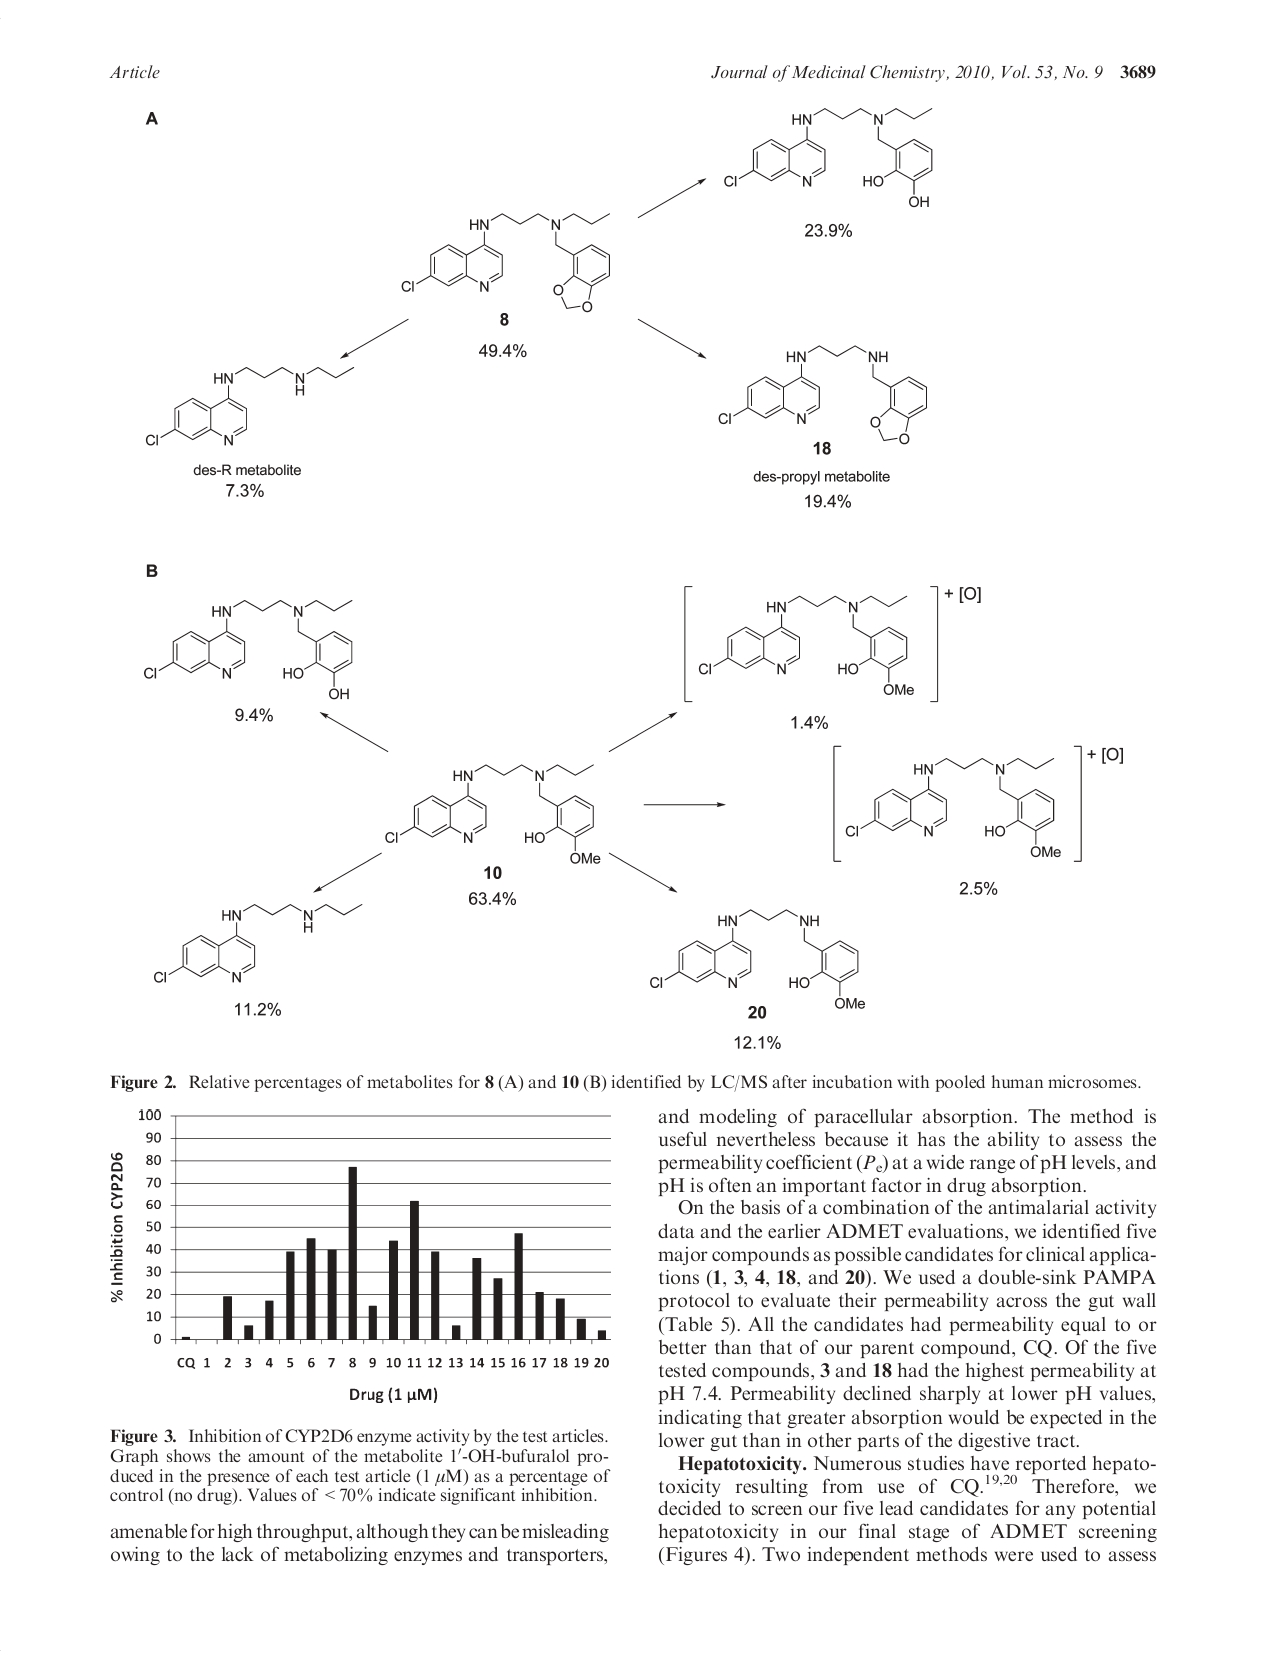 Article
Journal of Medicinal Chemistry, 2010, Vol. 53, No. 9 3689
A
HN
N
Cl
N
HO
OH
23.9%
HN
N
Cl
N
O
O
8
49.4%
HN
N
H
Cl
N
des-R metabolite
7.3%
HN
NH
Cl
N
O
O
18
des-propyl metabolite
19.4%
B
HN
N
Cl
N
HO
OH
9.4%
HN
N
Cl
N
HO
OMe
+ [O]
1.4%
HN
N
Cl
N
HO
OMe
10
63.4%
HN
N
Cl
N
HO
OMe
+ [O]
2.5%
HN
N
H
Cl
N
11.2%
HN
NH
Cl
N
HO
OMe
20
12.1%
Figure 2. Relative percentages of metabolites for 8 (A) and 10 (B) identified by LC/MS after incubation with pooled human microsomes.
100
90
80
70
60
50
40
30
20
10
0
% Inhibition CYP2D6
CQ 1 2 3 4 5 6 7 8 9 10 11 12 13 14 15 16 17 18 19 20
Drug (1 µM)
Figure 3. Inhibition of CYP2D6 enzyme activity by the test articles.
Graph shows the amount of the metabolite 1′-OH-bufuralol pro-
duced in the presence of each test article (1 μM) as a percentage of
control (no drug). Values of <70% indicate significant inhibition.
amenable for high throughput, although they can be misleading
owing to the lack of metabolizing enzymes and transporters,
and modeling of paracellular absorption. The method is
useful nevertheless because it has the ability to assess the
permeability coefficient (Pe) at a wide range of pH levels, and
pH is often an important factor in drug absorption.
On the basis of a combination of the antimalarial activity
data and the earlier ADMET evaluations, we identified five
major compounds as possible candidates for clinical applica-
tions (1, 3, 4, 18, and 20). We used a double-sink PAMPA
protocol to evaluate their permeability across the gut wall
(Table 5). All the candidates had permeability equal to or
better than that of our parent compound, CQ. Of the five
tested compounds, 3 and 18 had the highest permeability at
pH 7.4. Permeability declined sharply at lower pH values,
indicating that greater absorption would be expected in the
lower gut than in other parts of the digestive tract.
Hepatotoxicity. Numerous studies have reported hepato-
toxicity resulting from use of CQ.19,20 Therefore, we
decided to screen our five lead candidates for any potential
hepatotoxicity in our final stage of ADMET screening
(Figures 4). Two independent methods were used to assess